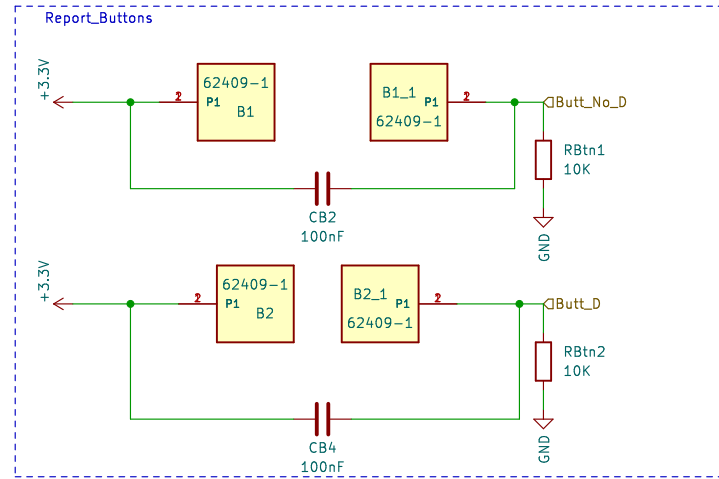 Report_Buttons
+3.3V
62409-1
2
P1
B1
B1_1
P1
2
62409-1
Butt_No_D
RBtn1
10K
CB2
100nF
GND
+3.3V
62409-1
2
P1
B2
B2_1
P1
2
62409-1
Butt_D
RBtn2
10K
CB4
100nF
GND